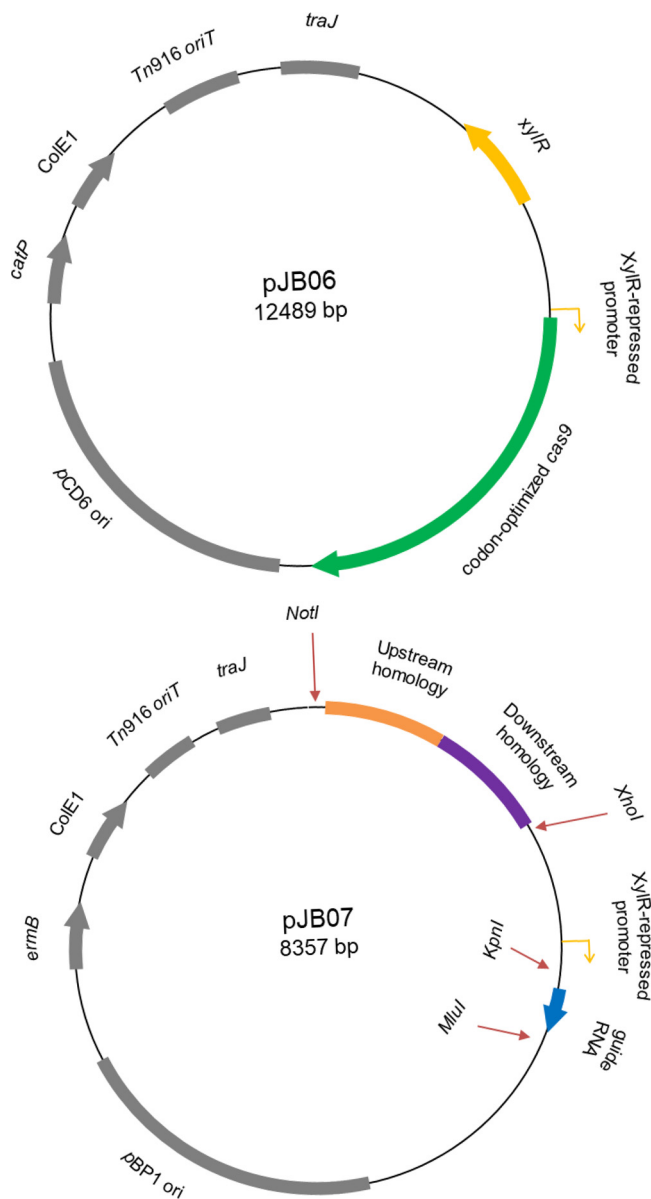 traJ
Tn916 oriT
xylR
ColE1
catP
pJB06
12489 bp
XylR-repressed
promoter
codon-optimized cas9
pCD6 ori
NotI
Upstream
homology
traJ
Tn916 oriT
Downstream
homology
XhoI
ColE1
ermB
pJB07
8357 bp
KpnI
XylR-repressed
promoter
MluI
guide
RNA
pBP1 ori